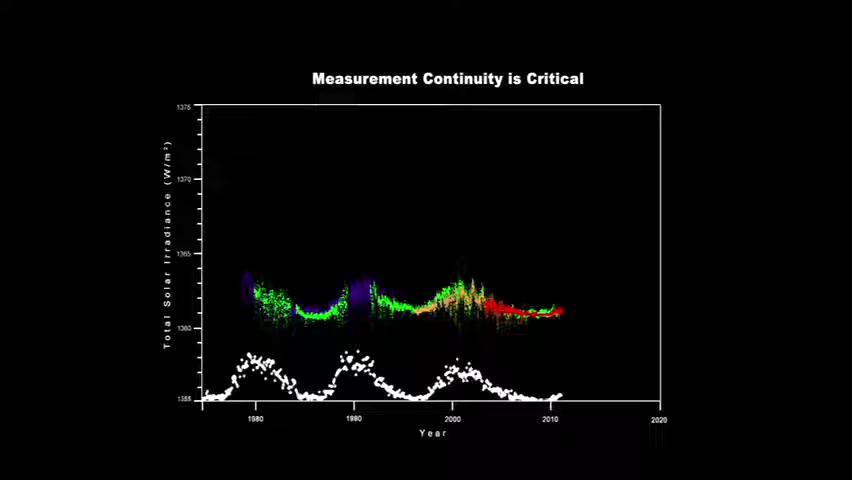 Measurement Continuity is Critical
1375
1370
1365
1360
1355
Total Solar Irradiance (W/m²)
1980 1990 2000 2010 2020
Year